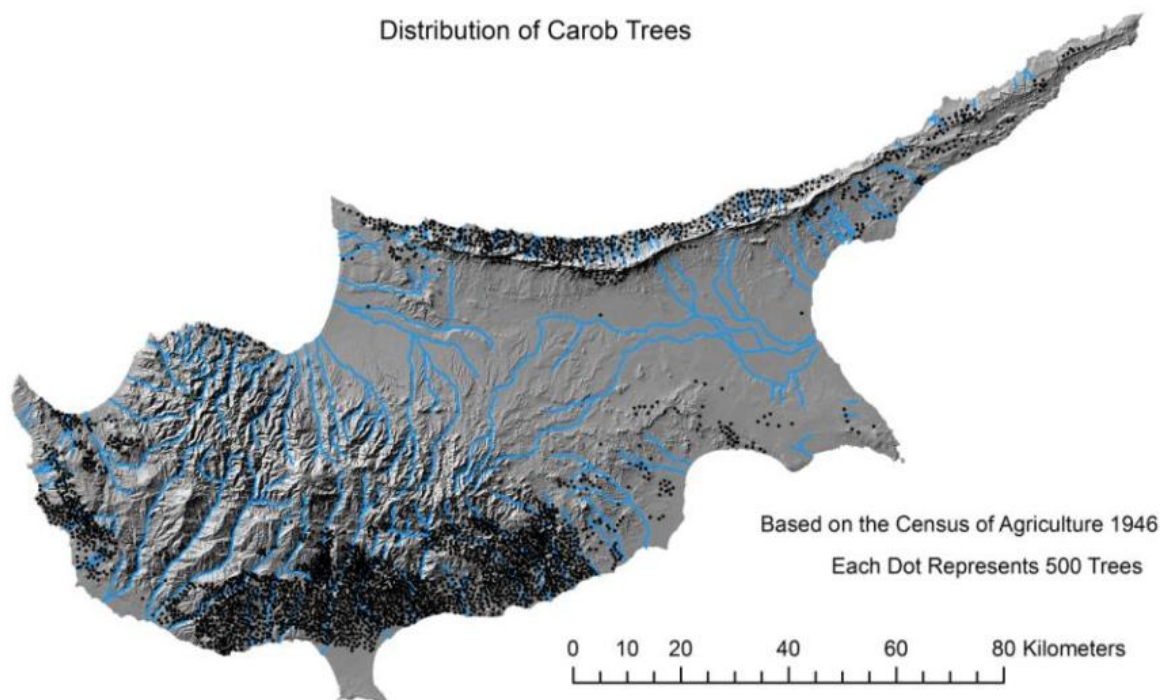 Distribution of Carob Trees
Based on the Census of Agriculture 1946
Each Dot Represents 500 Trees
0 10 20 40 60 80 Kilometers